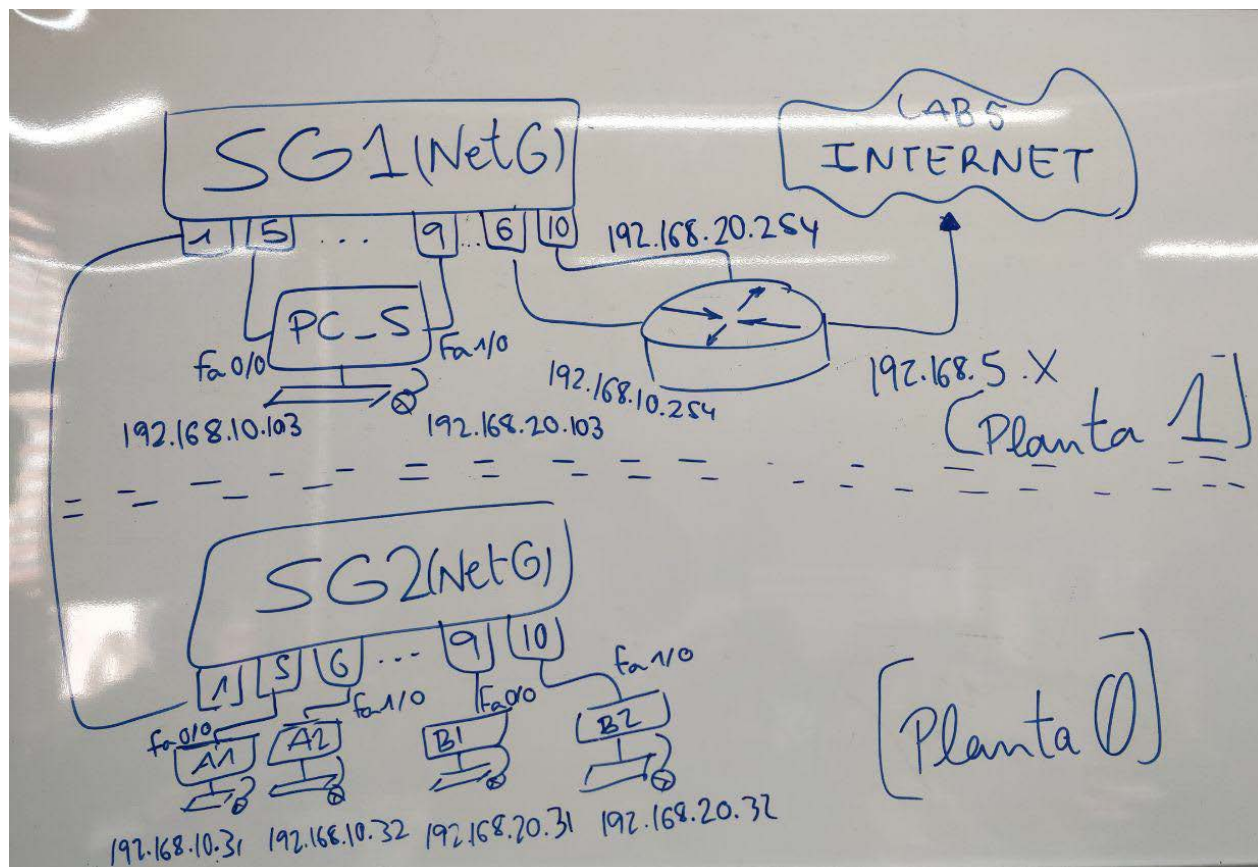 SG1(NetG)
LAB5
INTERNET
1 5 ... 9 .. 6 10
192.168.20.254
PC_S
Fa0/0
Fa1/0
192.168.10.254
192.168.5.X
192.168.10.103
192.168.20.103
[Planta 1]
SG2(NetG)
1 5 6 ... 9 10
Fa0/0
Fa1/0
Fa0/0
Fa1/0
A1
A2
B1
B2
192.168.10.31
192.168.10.32
192.168.20.31
192.168.20.32
[Planta 0]